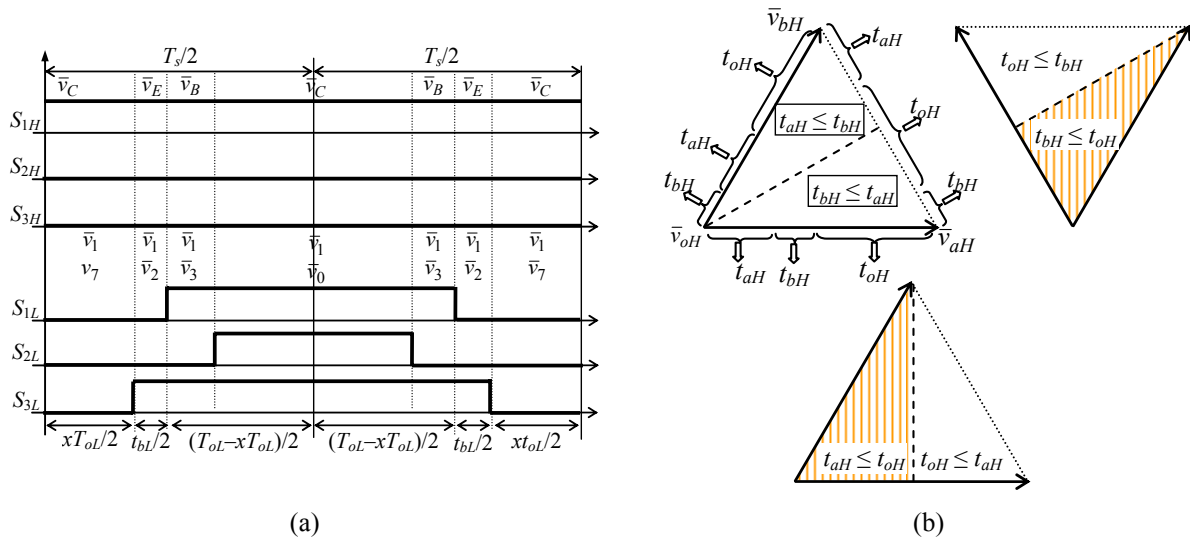 T_s/2 T_s/2
v̄_C v̄_E v̄_B v̄_C v̄_B v̄_E v̄_C
S_1H
S_2H
S_3H
v̄_1 v̄_1 v̄_1 v̄_1 v̄_1 v̄_1 v̄_1
v_7 v̄_2 v̄_3 v̄_0 v̄_3 v̄_2 v̄_7
S_1L
S_2L
S_3L
xT_oL/2 t_bL/2 (T_oL–xT_oL)/2 (T_oL–xT_oL)/2 t_bL/2 xt_oL/2
(a)
v̄_bH
t_aH
t_oH
t_aH ≤ t_bH
t_oH
t_aH
t_bH
t_bH ≤ t_aH
t_bH
v̄_oH
v̄_aH
t_aH t_bH t_oH
t_oH ≤ t_bH
t_bH ≤ t_oH
t_aH ≤ t_oH t_oH ≤ t_aH
(b)